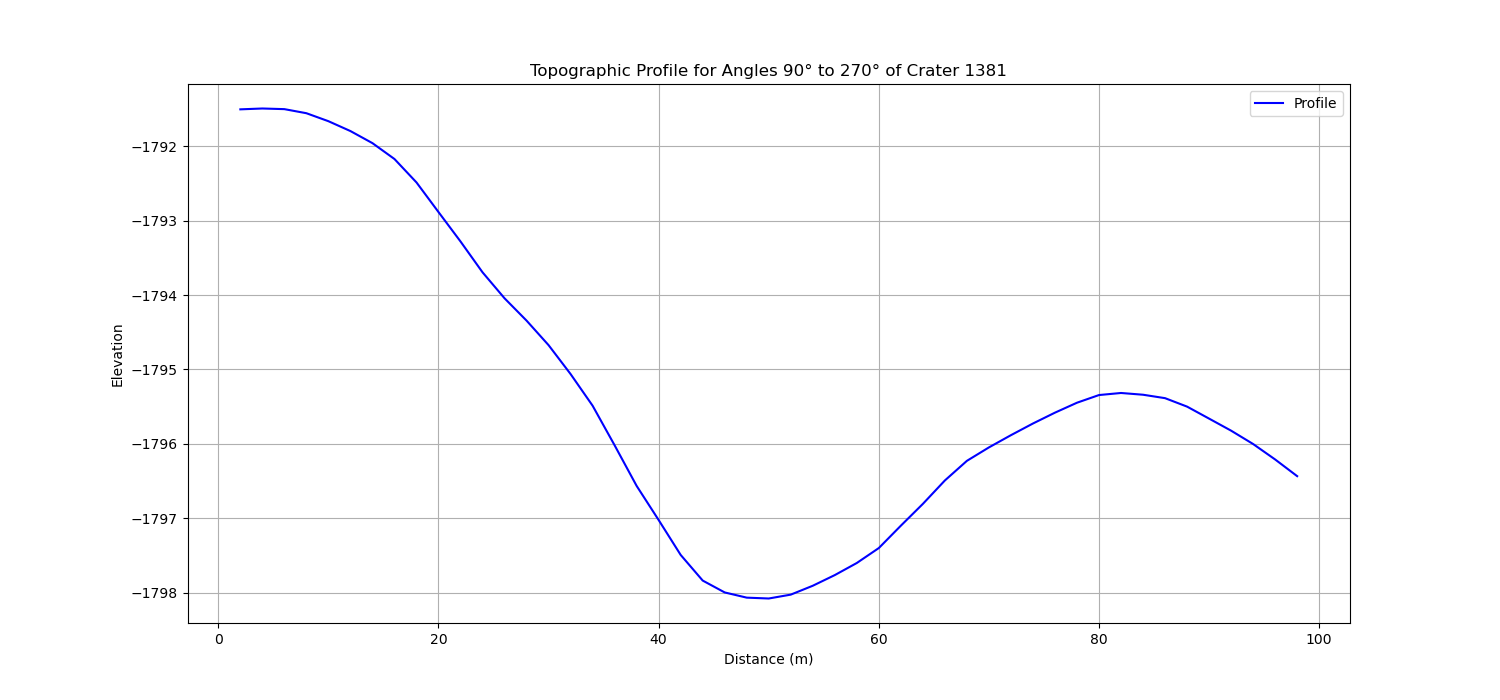 Topographic Profile for Angles 90° to 270° of Crater 1381
Profile
−1792
−1793
−1794
−1795
−1796
−1797
−1798
Elevation
0 20 40 60 80 100
Distance (m)